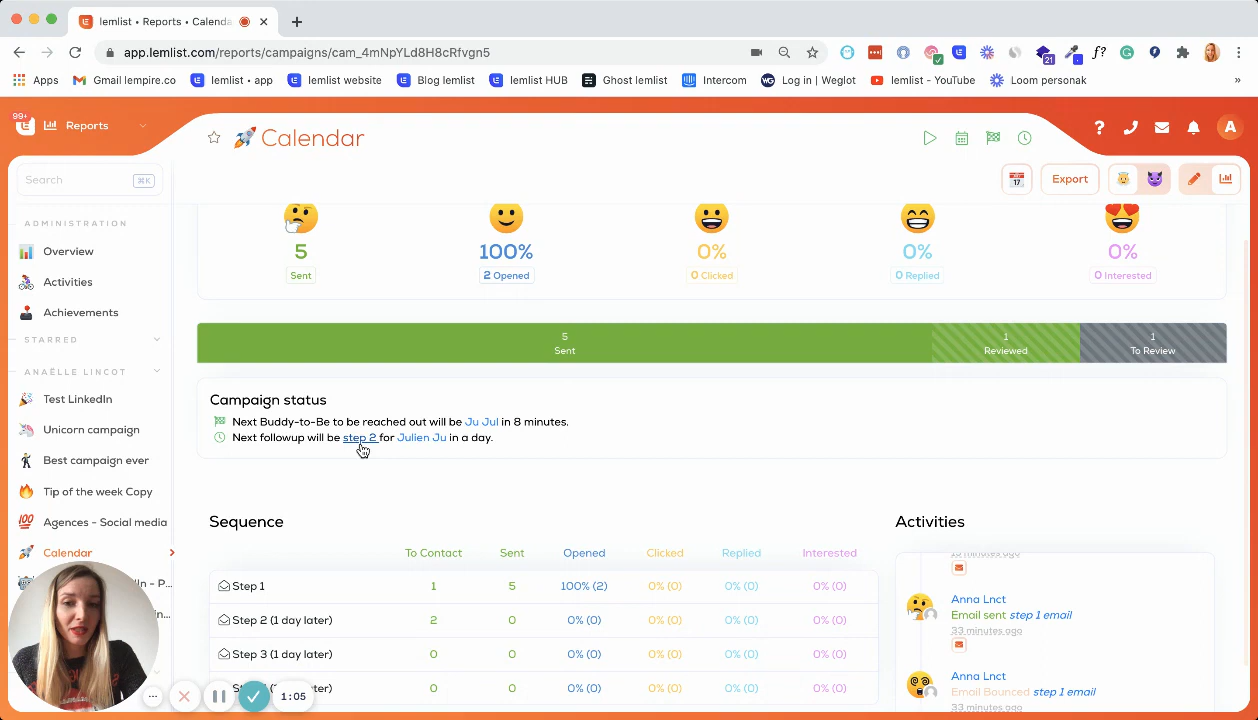 lemlist • Reports • Calenda
app.lemlist.com/reports/campaigns/cam_4mNpYLd8H8cRfvgn5
21
f?
Apps
Gmail lempire.co
lemlist • app
lemlist website
Blog lemlist
lemlist HUB
Ghost lemlist
Intercom
WG
Log in | Weglot
lemlist - YouTube
Loom personak
»
99+
Reports
🚀 Calendar
?
A
Search
⌘K
17
Export
ADMINISTRATION
Overview
Activities
Achievements
STARRED
ANAËLLE LINCOT
Test LinkedIn
Unicorn campaign
Best campaign ever
Tip of the week Copy
Agences - Social media
Calendar
5
Sent
100%
2 Opened
0%
0 Clicked
0%
0 Replied
0%
0 Interested
5
Sent
1
Reviewed
1
To Review
Campaign status
Next Buddy-to-Be to be reached out will be Ju Jul in 8 minutes.
Next followup will be step 2 for Julien Ju in a day.
Sequence
To Contact Sent Opened Clicked Replied Interested
Step 1 1 5 100% (2) 0% (0) 0% (0) 0% (0)
Step 2 (1 day later) 2 0 0% (0) 0% (0) 0% (0) 0% (0)
Step 3 (1 day later) 0 0 0% (0) 0% (0) 0% (0) 0% (0)
0 0 0% (0) 0% (0) 0% (0) 0% (0)
Activities
Anna Lnct
Email sent step 1 email
33 minutes ago
Anna Lnct
Email Bounced step 1 email
33 minutes ago
1:05